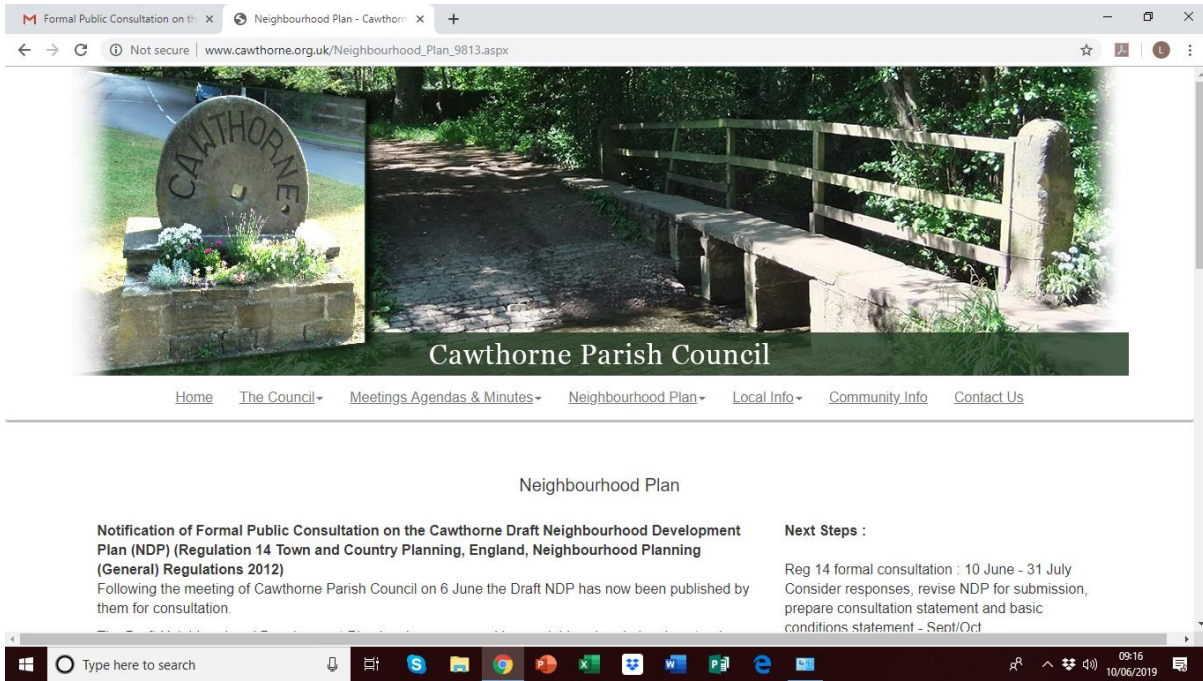 Formal Public Consultation on th
Neighbourhood Plan - Cawthorn
Not secure | www.cawthorne.org.uk/Neighbourhood_Plan_9813.aspx
L
CAWTHORNE
Cawthorne Parish Council
Home The Council Meetings Agendas & Minutes Neighbourhood Plan Local Info Community Info Contact Us
Neighbourhood Plan
Notification of Formal Public Consultation on the Cawthorne Draft Neighbourhood Development
Plan (NDP) (Regulation 14 Town and Country Planning, England, Neighbourhood Planning
(General) Regulations 2012)
Following the meeting of Cawthorne Parish Council on 6 June the Draft NDP has now been published by
them for consultation.
Next Steps :
Reg 14 formal consultation : 10 June - 31 July
Consider responses, revise NDP for submission,
prepare consultation statement and basic
conditions statement - Sept/Oct
Type here to search
09:16
10/06/2019